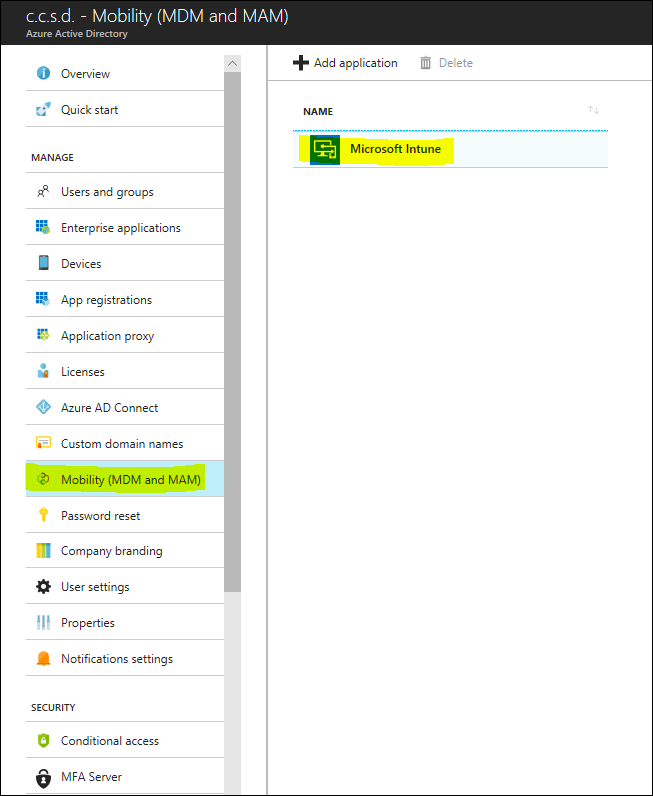 c.c.s.d. - Mobility (MDM and MAM)
Azure Active Directory
Overview
Quick start
MANAGE
Users and groups
Enterprise applications
Devices
App registrations
Application proxy
Licenses
Azure AD Connect
Custom domain names
Mobility (MDM and MAM)
Password reset
Company branding
User settings
Properties
Notifications settings
SECURITY
Conditional access
MFA Server
Add application Delete
NAME
Microsoft Intune